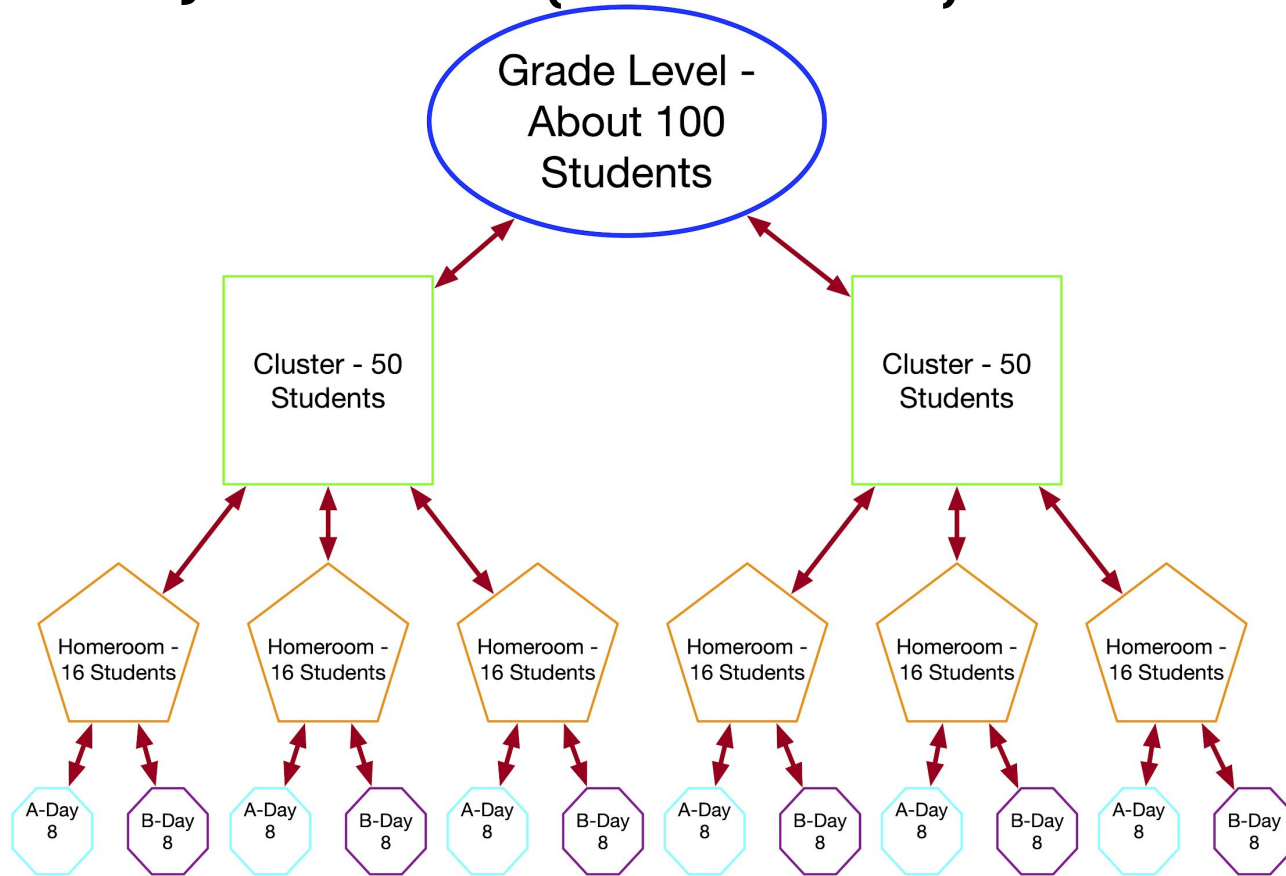 Grade Level -
About 100
Students
Cluster - 50
Students
Cluster - 50
Students
Homeroom -
16 Students
Homeroom -
16 Students
Homeroom -
16 Students
Homeroom -
16 Students
Homeroom -
16 Students
Homeroom -
16 Students
A-Day
8
B-Day
8
A-Day
8
B-Day
8
A-Day
8
B-Day
8
A-Day
8
B-Day
8
A-Day
8
B-Day
8
A-Day
8
B-Day
8